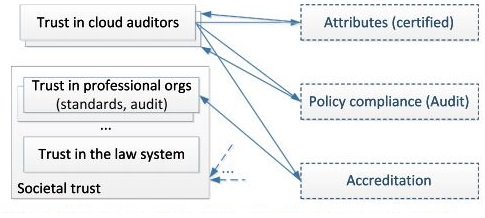 Trust in cloud auditors
Attributes (certified)
Trust in professional orgs
(standards, audit)
Policy compliance (Audit)
...
Trust in the law system
...
Accreditation
Societal trust